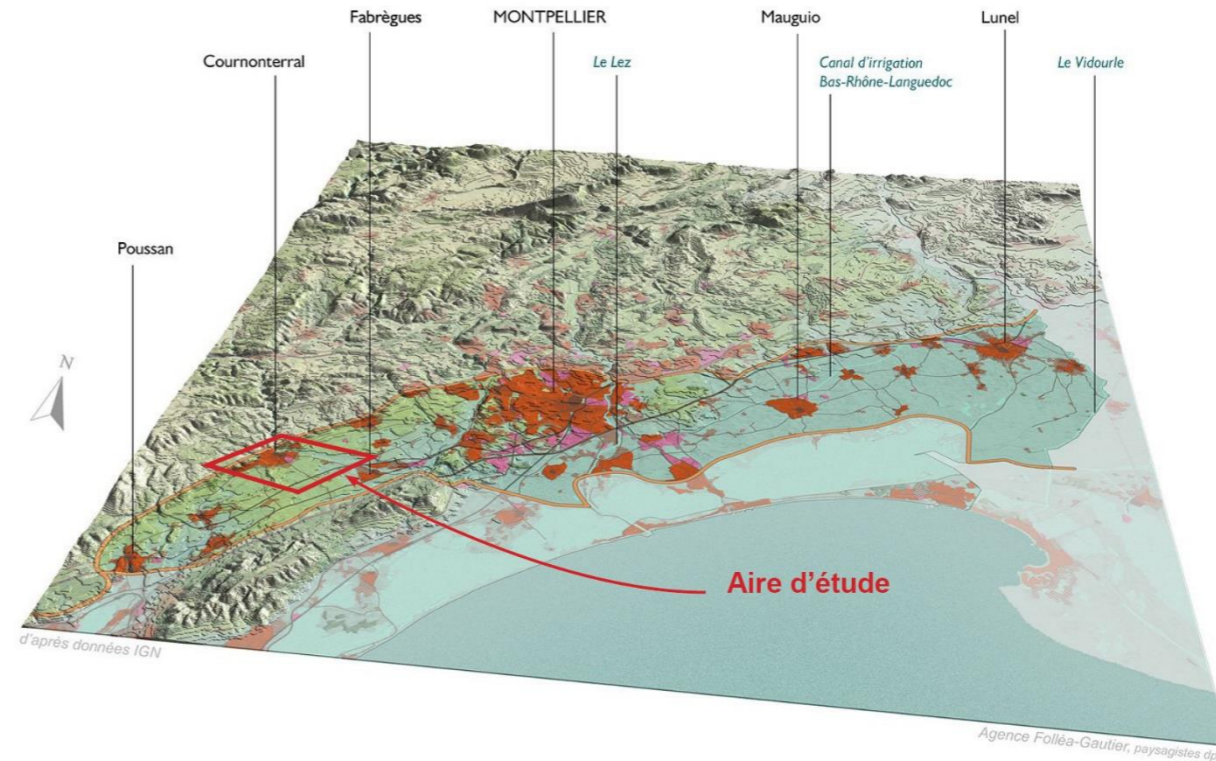 Fabrègues
MONTPELLIER
Mauguio
Lunel
Cournonterral
Le Lez
Canal d'irrigation
Bas-Rhône-Languedoc
Le Vidourle
Poussan
N
Aire d'étude
d'après données IGN
Agence Folléa-Gautier, paysagistes dp